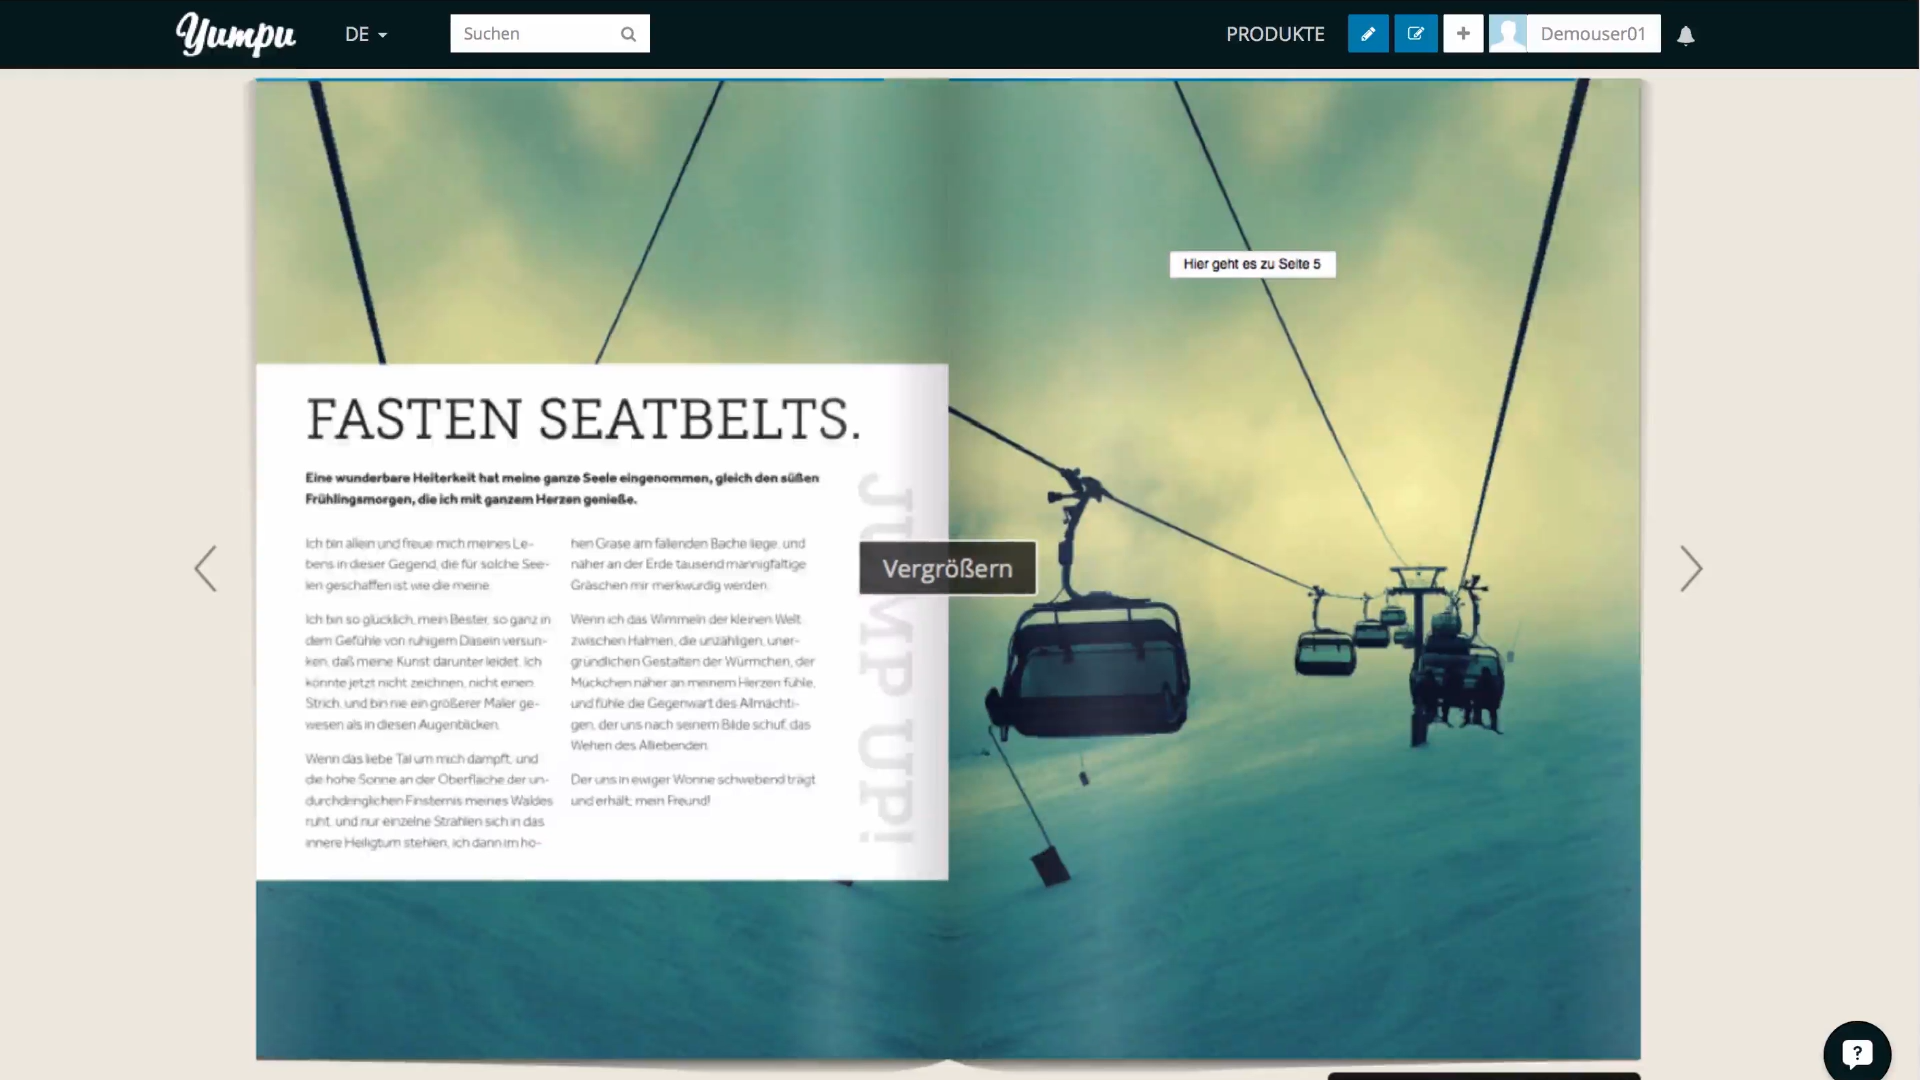 Yumpu
DE
Suchen
PRODUKTE
Demouser01
Hier geht es zu Seite 5
FASTEN SEATBELTS.
Eine wunderbare Heiterkeit hat meine ganze Seele eingenommen, gleich den süßen
Frühlingsmorgen, die ich mit ganzem Herzen genieße.
Ich bin allein und freue mich meines Le-
bens in dieser Gegend, die für solche See-
len geschaffen ist wie die meine.
Ich bin so glücklich, mein Bester, so ganz in
dem Gefühle von ruhigem Dasein versun-
ken, daß meine Kunst darunter leidet. Ich
könnte jetzt nicht zeichnen, nicht einen
Strich, und bin nie ein größerer Maler ge-
wesen als in diesen Augenblicken.
Wenn das liebe Tal um mich dampft, und
die hohe Sonne an der Oberfläche der un-
durchdringlichen Finsternis meines Waldes
ruht, und nur einzelne Strahlen sich in das
innere Heiligtum stehlen, ich dann im ho-
hen Grase am fallenden Bache liege, und
näher an der Erde tausend mannigfaltige
Gräschen mir merkwürdig werden.
Wenn ich das Wimmeln der kleinen Welt
zwischen Halmen, die unzähligen, uner-
gründlichen Gestalten der Würmchen, der
Mückchen näher an meinem Herzen fühle,
und fühle die Gegenwart des Allmächti-
gen, der uns nach seinem Bilde schuf, das
Wehen des Alliebenden.
Der uns in ewiger Wonne schwebend trägt
und erhält; mein Freund!
JUMP UP!
Vergrößern